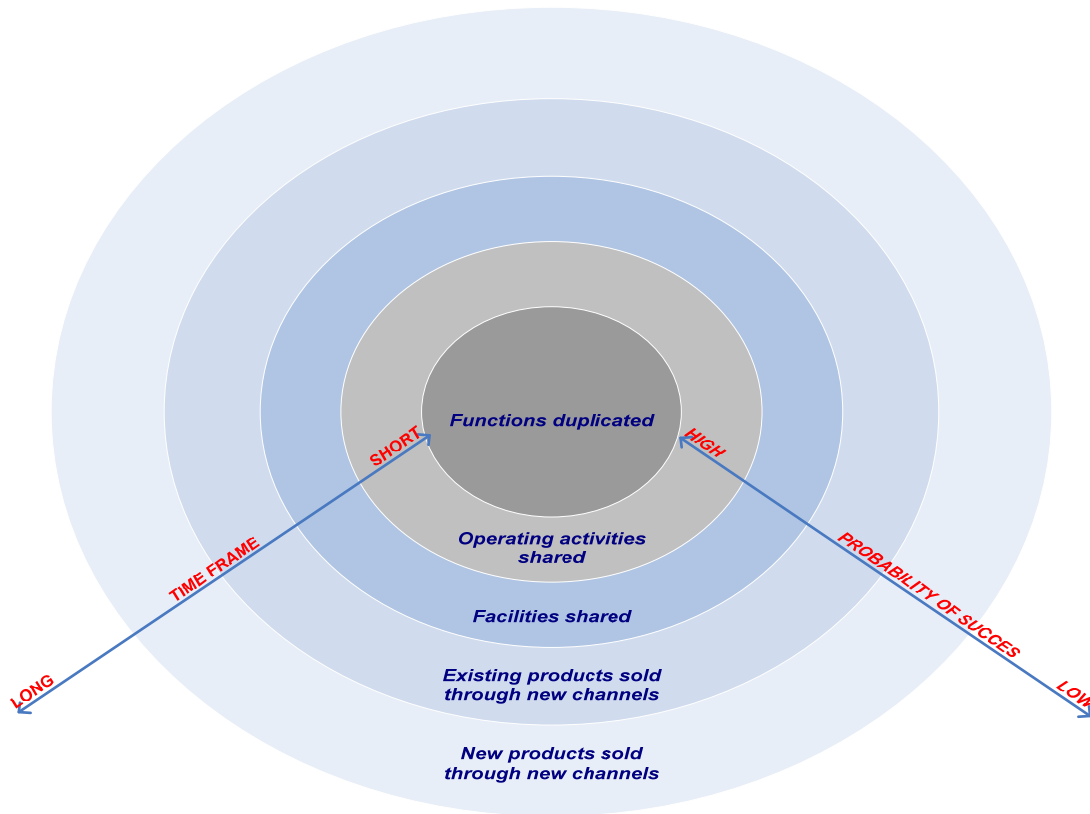 Functions duplicated
SHORT
HIGH
Operating activities
shared
TIME FRAME
PROBABILITY OF SUCCES
Facilities shared
Existing products sold
through new channels
LONG
LOW
New products sold
through new channels